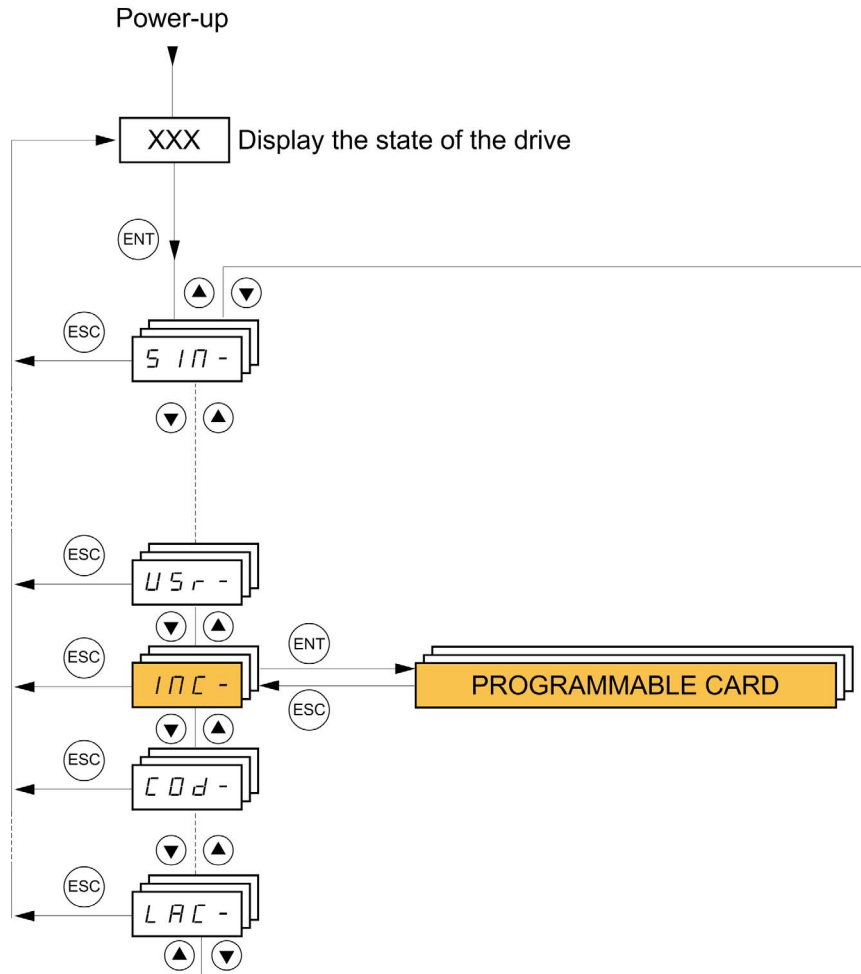 Power-up
XXX Display the state of the drive
ENT
ESC
SIM-
ESC
USr-
ESC
ENT
IMC-
PROGRAMMABLE CARD
ESC
ESC
COd-
ESC
LAC-